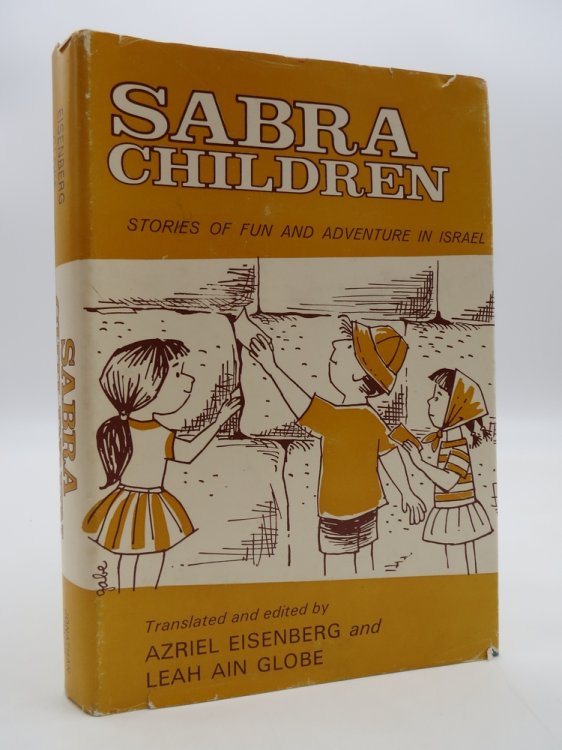 SABRA
CHILDREN
STORIES OF FUN AND ADVENTURE IN ISRAEL
gabe
Translated and edited by
AZRIEL EISENBERG and
LEAH AIN GLOBE
EISENBERG
SABRA